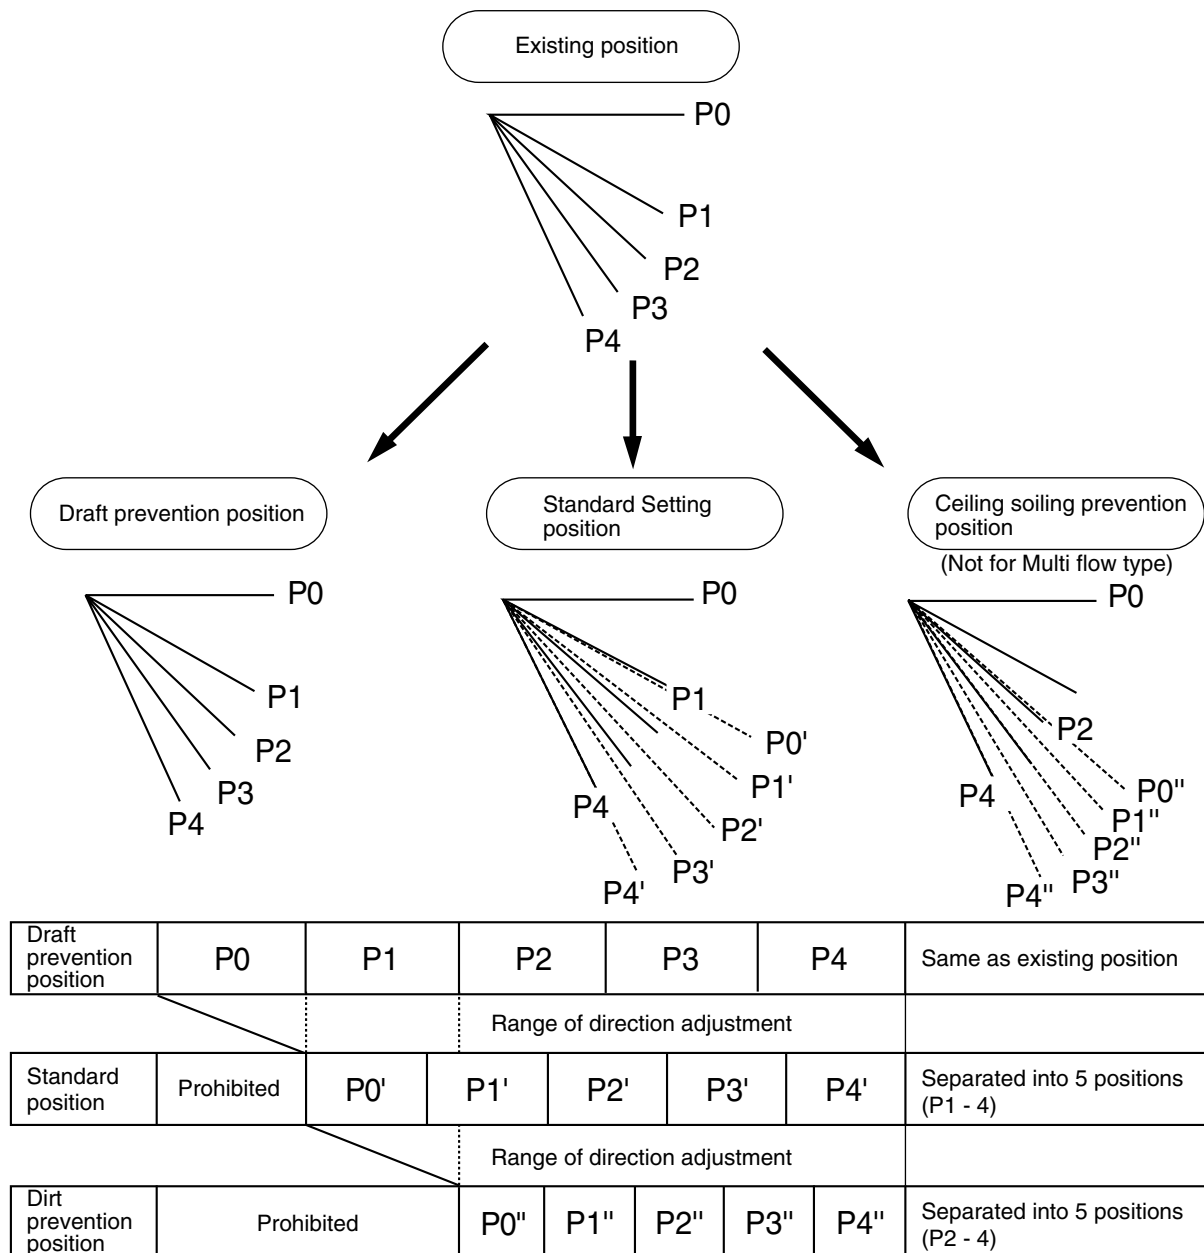 Existing position
P0
P1
P2
P3
P4
Draft prevention position
Standard Setting
position
Ceiling soiling prevention
position
(Not for Multi flow type)
P0
P1
P2
P3
P4
P0
P1
P0'
P1'
P4
P2'
P3'
P4'
P0
P2
P0"
P4
P1"
P2"
P3"
P4"
Draft
prevention
position
P0
P1
P2
P3
P4
Same as existing position
Range of direction adjustment
Standard
position
Prohibited
P0'
P1'
P2'
P3'
P4'
Separated into 5 positions
(P1 - 4)
Range of direction adjustment
Dirt
prevention
position
Prohibited
P0"
P1"
P2"
P3"
P4"
Separated into 5 positions
(P2 - 4)